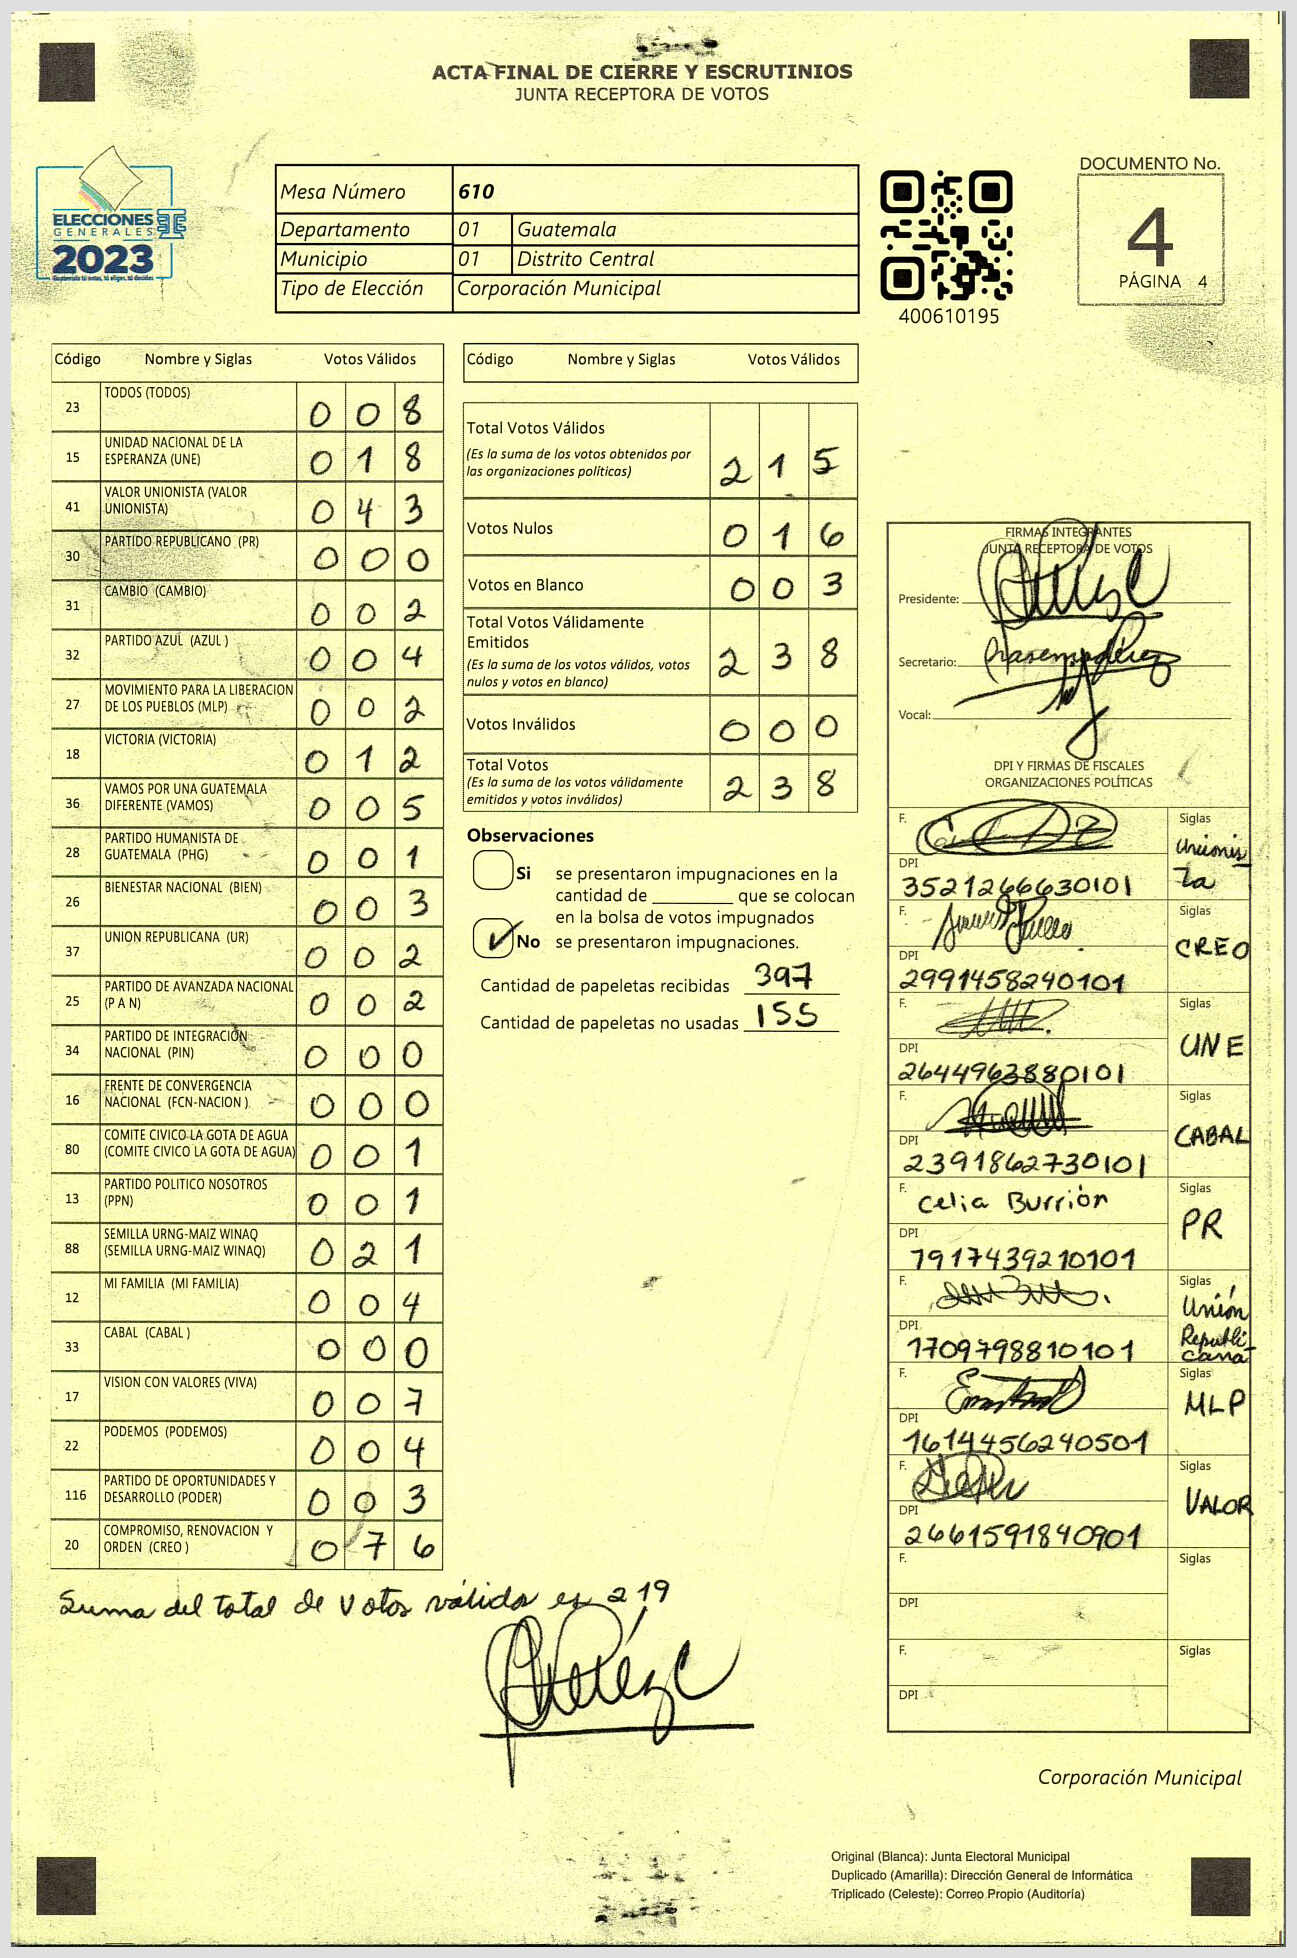 ACTA FINAL DE CIERRE Y ESCRUTINIOS
JUNTA RECEPTORA DE VOTOS
ELECCIONES
GENERALES
2023
Mesa Número 610
Departamento 01 Guatemala
Municipio 01 Distrito Central
Tipo de Elección Corporación Municipal
400610195
DOCUMENTO No.
4
PÁGINA 4
Código Nombre y Siglas Votos Válidos
23 TODOS (TODOS) 0 0 8
15 UNIDAD NACIONAL DE LA ESPERANZA (UNE) 0 1 8
41 VALOR UNIONISTA (VALOR UNIONISTA) 0 4 3
30 PARTIDO REPUBLICANO (PR) 0 0 0
31 CAMBIO (CAMBIO) 0 0 2
32 PARTIDO AZUL (AZUL ) 0 0 4
27 MOVIMIENTO PARA LA LIBERACION DE LOS PUEBLOS (MLP) 0 0 2
18 VICTORIA (VICTORIA) 0 1 2
36 VAMOS POR UNA GUATEMALA DIFERENTE (VAMOS) 0 0 5
28 PARTIDO HUMANISTA DE GUATEMALA (PHG) 0 0 1
26 BIENESTAR NACIONAL (BIEN) 0 0 3
37 UNION REPUBLICANA (UR) 0 0 2
25 PARTIDO DE AVANZADA NACIONAL (P A N) 0 0 2
34 PARTIDO DE INTEGRACIÓN NACIONAL (PIN) 0 0 0
16 FRENTE DE CONVERGENCIA NACIONAL (FCN-NACION ) 0 0 0
80 COMITE CIVICO LA GOTA DE AGUA (COMITE CIVICO LA GOTA DE AGUA) 0 0 1
13 PARTIDO POLITICO NOSOTROS (PPN) 0 0 1
88 SEMILLA URNG-MAIZ WINAQ (SEMILLA URNG-MAIZ WINAQ) 0 2 1
12 MI FAMILIA (MI FAMILIA) 0 0 4
33 CABAL (CABAL ) 0 0 0
17 VISION CON VALORES (VIVA) 0 0 7
22 PODEMOS (PODEMOS) 0 0 4
116 PARTIDO DE OPORTUNIDADES Y DESARROLLO (PODER) 0 0 3
20 COMPROMISO, RENOVACION Y ORDEN (CREO ) 0 7 6
Suma del total de votos válidos es 219
Código Nombre y Siglas Votos Válidos
Total Votos Válidos 2 1 5
(Es la suma de los votos obtenidos por
las organizaciones políticas)
Votos Nulos 0 1 6
Votos en Blanco 0 0 3
Total Votos Válidamente
Emitidos 2 3 8
(Es la suma de los votos válidos, votos
nulos y votos en blanco)
Votos Inválidos 0 0 0
Total Votos 2 3 8
(Es la suma de los votos válidamente
emitidos y votos inválidos)
Observaciones
Si se presentaron impugnaciones en la
cantidad de ________ que se colocan
en la bolsa de votos impugnados
No se presentaron impugnaciones.
Cantidad de papeletas recibidas 397
Cantidad de papeletas no usadas 155
FIRMAS INTEGRANTES
JUNTA RECEPTORA DE VOTOS
Presidente:
Secretario:
Vocal:
DPI Y FIRMAS DE FISCALES
ORGANIZACIONES POLÍTICAS
F. Siglas Unionista
DPI 3521266630101
F. Siglas CREO
DPI 2991458240101
F. Siglas UNE
DPI 2644963880101
F. Siglas CABAL
DPI 2391862730101
F. Celia Burrión Siglas PR
DPI 7917439210101
F. Siglas Unión Republicana
DPI 1709798810101
F. Siglas MLP
DPI 1614456240501
F. Siglas VALOR
DPI 2661591840901
F. Siglas
DPI
F. Siglas
DPI
Corporación Municipal
Original (Blanca): Junta Electoral Municipal
Duplicado (Amarilla): Dirección General de Informática
Triplicado (Celeste): Correo Propio (Auditoría)